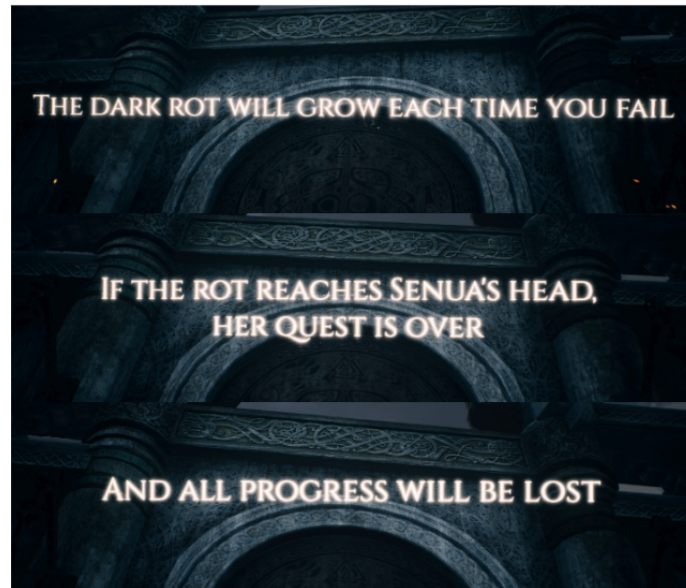 The dark rot will grow each time you fail
If the rot reaches Senua's head,
her quest is over
And all progress will be lost